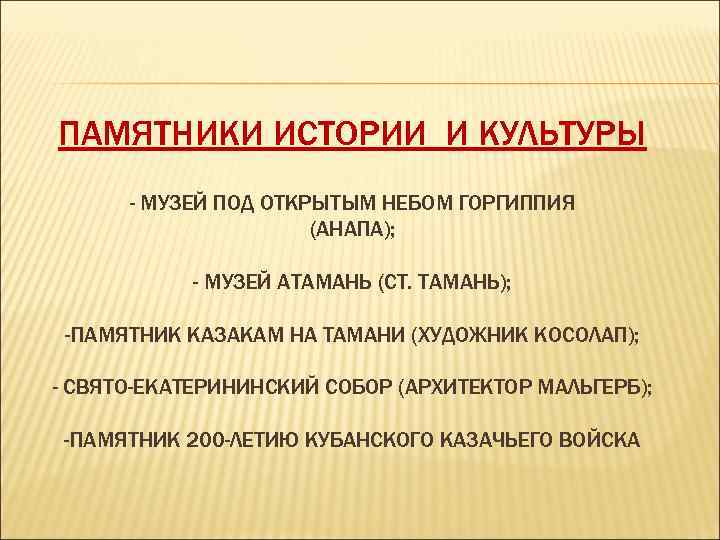 ПАМЯТНИКИ ИСТОРИИ И КУЛЬТУРЫ
- МУЗЕЙ ПОД ОТКРЫТЫМ НЕБОМ ГОРГИППИЯ
(АНАПА);
- МУЗЕЙ АТАМАНЬ (СТ. ТАМАНЬ);
-ПАМЯТНИК КАЗАКАМ НА ТАМАНИ (ХУДОЖНИК КОСОЛАП);
- СВЯТО-ЕКАТЕРИНИНСКИЙ СОБОР (АРХИТЕКТОР МАЛЬГЕРБ);
-ПАМЯТНИК 200-ЛЕТИЮ КУБАНСКОГО КАЗАЧЬЕГО ВОЙСКА